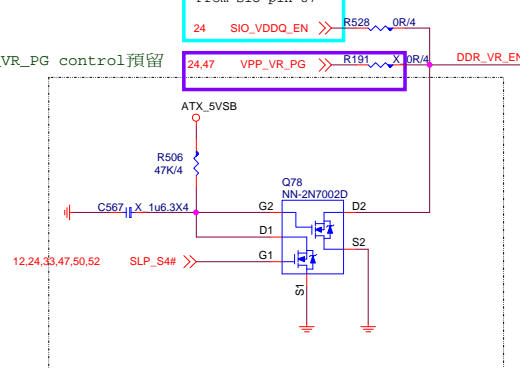 24 SIO_VDDQ_EN R528 0R/4
_VR_PG control預留 24,47 VPP_VR_PG R191 X_0R/4 DDR_VR_EN
ATX_5VSB
R506
47K/4
Q78
NN-2N7002D
C567 X_1u6.3X4 G2 D2
D1 S2
12,24,33,47,50,52 SLP_S4# G1
S1